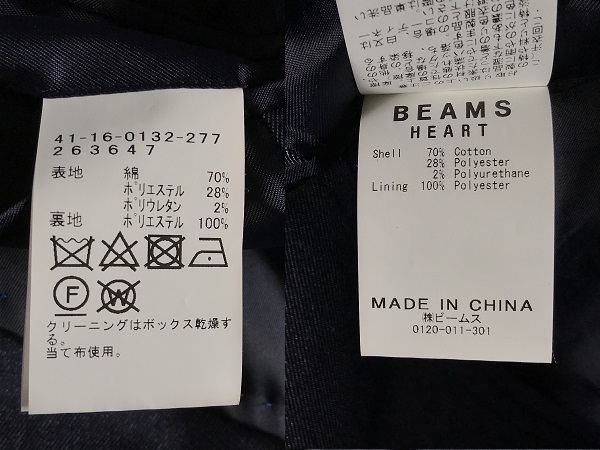 41-16-0132-277
263647
表地 綿 70%
ポリエステル 28%
ポリウレタン 2%
裏地 ポリエステル 100%
F
W
クリーニングはボックス乾燥す
る。
当て布使用。
BEAMS
HEART
Shell 70% Cotton
28% Polyester
2% Polyurethane
Lining 100% Polyester
MADE IN CHINA
㈱ビームス
0120-011-301